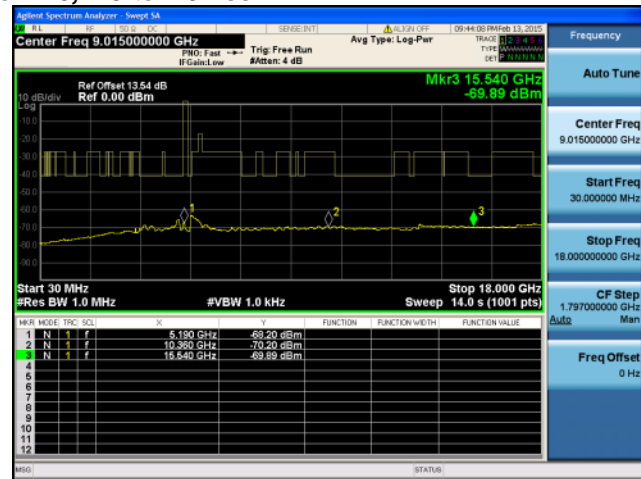 Agilent Spectrum Analyzer - Swept SA
RL RF 50 Ω DC SENSE:INT ALIGN OFF 09:44:08 PM Feb 13, 2015
Center Freq 9.015000000 GHz
PNO: Fast
IFGain:Low
Trig: Free Run
#Atten: 4 dB
Avg Type: Log-Pwr
TRACE 1 2 3 4 5 6
TYPE
DET P N N N N N
Mkr3 15.540 GHz
-69.89 dBm
Ref Offset 13.54 dB
10 dB/div Ref 0.00 dBm
Log
-10.0
-20.0
-30.0
-40.0
-50.0
-60.0
-70.0
-80.0
-90.0
1
2
3
Start 30 MHz Stop 18.000 GHz
#Res BW 1.0 MHz #VBW 1.0 kHz Sweep 14.0 s (1001 pts)
MKR MODE TRC SCL X Y FUNCTION FUNCTION WIDTH FUNCTION VALUE
1 N 1 f 5.190 GHz -69.20 dBm
2 N 1 f 10.360 GHz -70.20 dBm
3 N 1 f 15.540 GHz -69.89 dBm
4
5
6
7
8
9
10
11
12
MSG STATUS
Frequency
Auto Tune
Center Freq
9.015000000 GHz
Start Freq
30.000000 MHz
Stop Freq
18.000000000 GHz
CF Step
1.797000000 GHz
Auto Man
Freq Offset
0 Hz